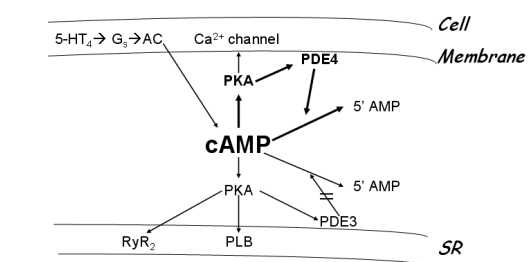 Cell
5-HT4→ Gs→AC
Ca2+ channel
Membrane
PDE4
PKA
5' AMP
cAMP
PKA
5' AMP
PDE3
RyR2
PLB
SR